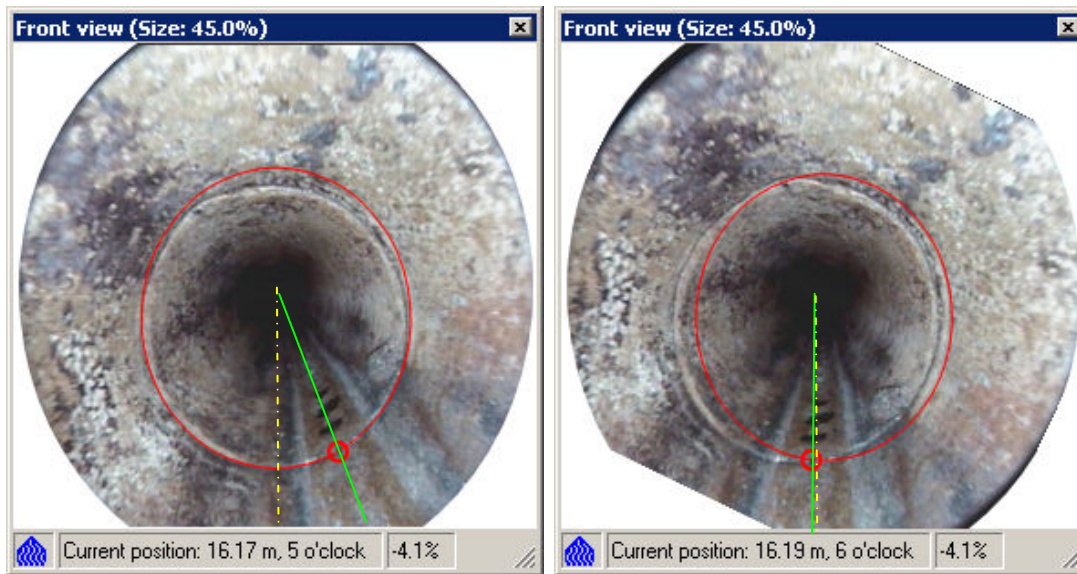 Front view (Size: 45.0%)
Current position: 16.17 m, 5 o'clock
-4.1%
Front view (Size: 45.0%)
Current position: 16.19 m, 6 o'clock
-4.1%